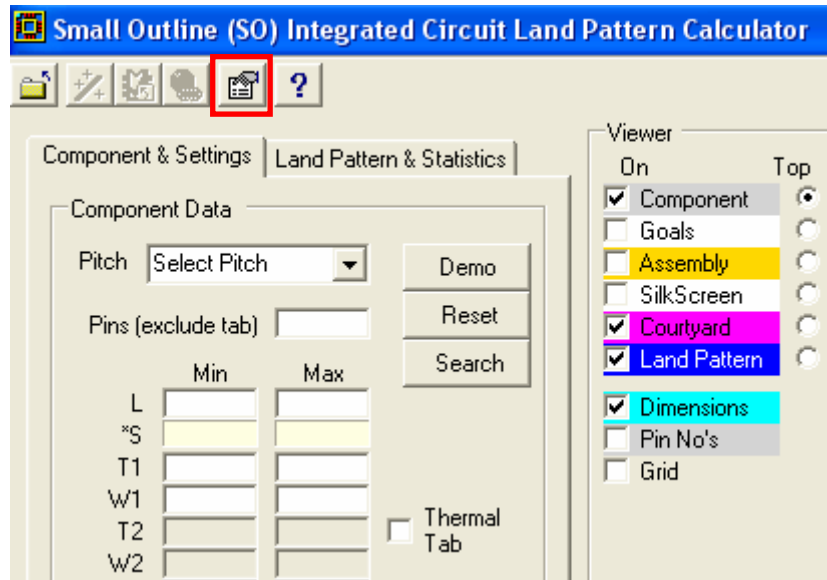 Small Outline (SO) Integrated Circuit Land Pattern Calculator
?
Component & Settings
Land Pattern & Statistics
Component Data
Pitch
Select Pitch
Demo
Pins (exclude tab)
Reset
Search
Min
Max
L
*S
T1
W1
T2
W2
Thermal
Tab
Viewer
On
Top
Component
Goals
Assembly
SilkScreen
Courtyard
Land Pattern
Dimensions
Pin No's
Grid